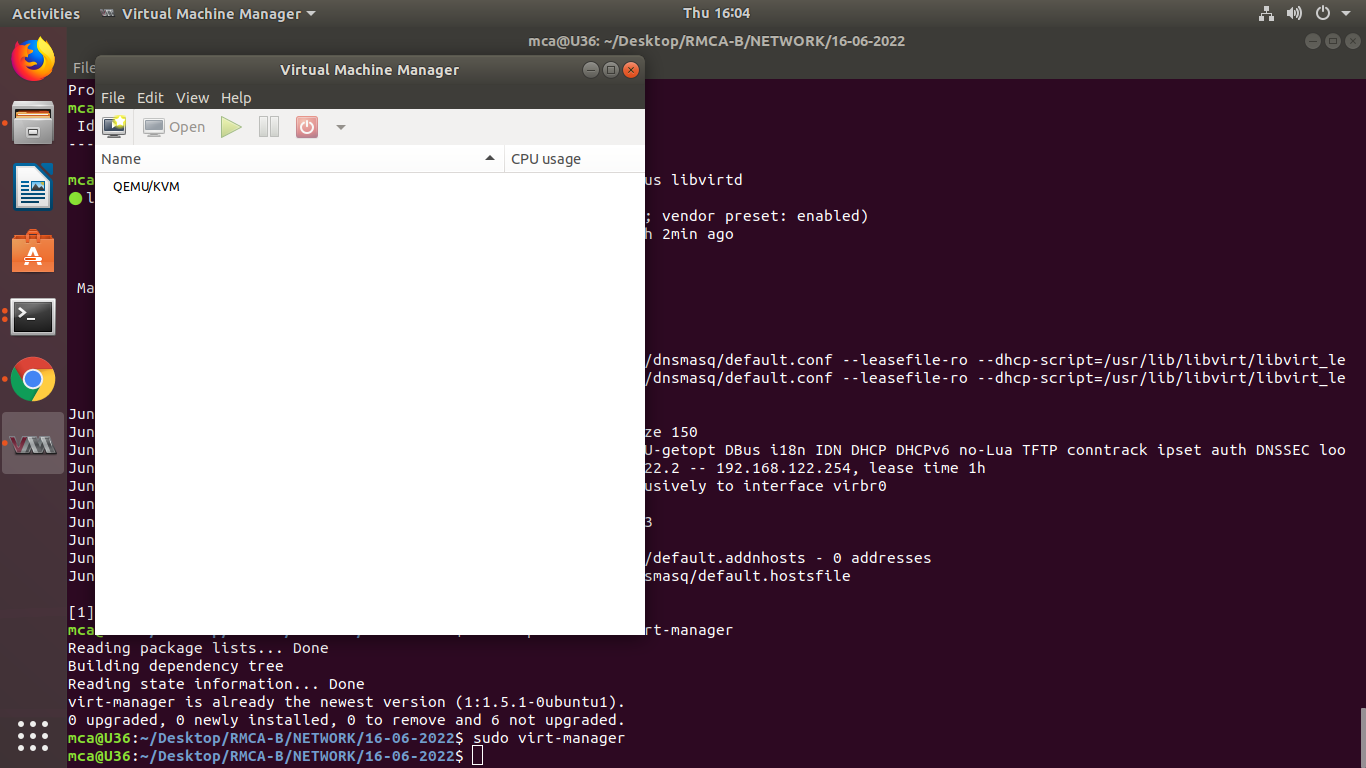 Activities Virtual Machine Manager Thu 16:04
mca@U36: ~/Desktop/RMCA-B/NETWORK/16-06-2022
File
Virtual Machine Manager
File Edit View Help
Open
Name CPU usage
QEMU/KVM
Pro
mca
Id
---
mca us libvirtd
l
; vendor preset: enabled)
h 2min ago
Ma
/dnsmasq/default.conf --leasefile-ro --dhcp-script=/usr/lib/libvirt/libvirt_le
/dnsmasq/default.conf --leasefile-ro --dhcp-script=/usr/lib/libvirt/libvirt_le
Jun
Jun ze 150
Jun U-getopt DBus i18n IDN DHCP DHCPv6 no-Lua TFTP conntrack ipset auth DNSSEC loo
Jun 22.2 -- 192.168.122.254, lease time 1h
Jun usively to interface virbr0
Jun
Jun 3
Jun
Jun /default.addnhosts - 0 addresses
Jun smasq/default.hostsfile
[1]
mca@ rt-manager
Reading package lists... Done
Building dependency tree
Reading state information... Done
virt-manager is already the newest version (1:1.5.1-0ubuntu1).
0 upgraded, 0 newly installed, 0 to remove and 6 not upgraded.
mca@U36:~/Desktop/RMCA-B/NETWORK/16-06-2022$ sudo virt-manager
mca@U36:~/Desktop/RMCA-B/NETWORK/16-06-2022$